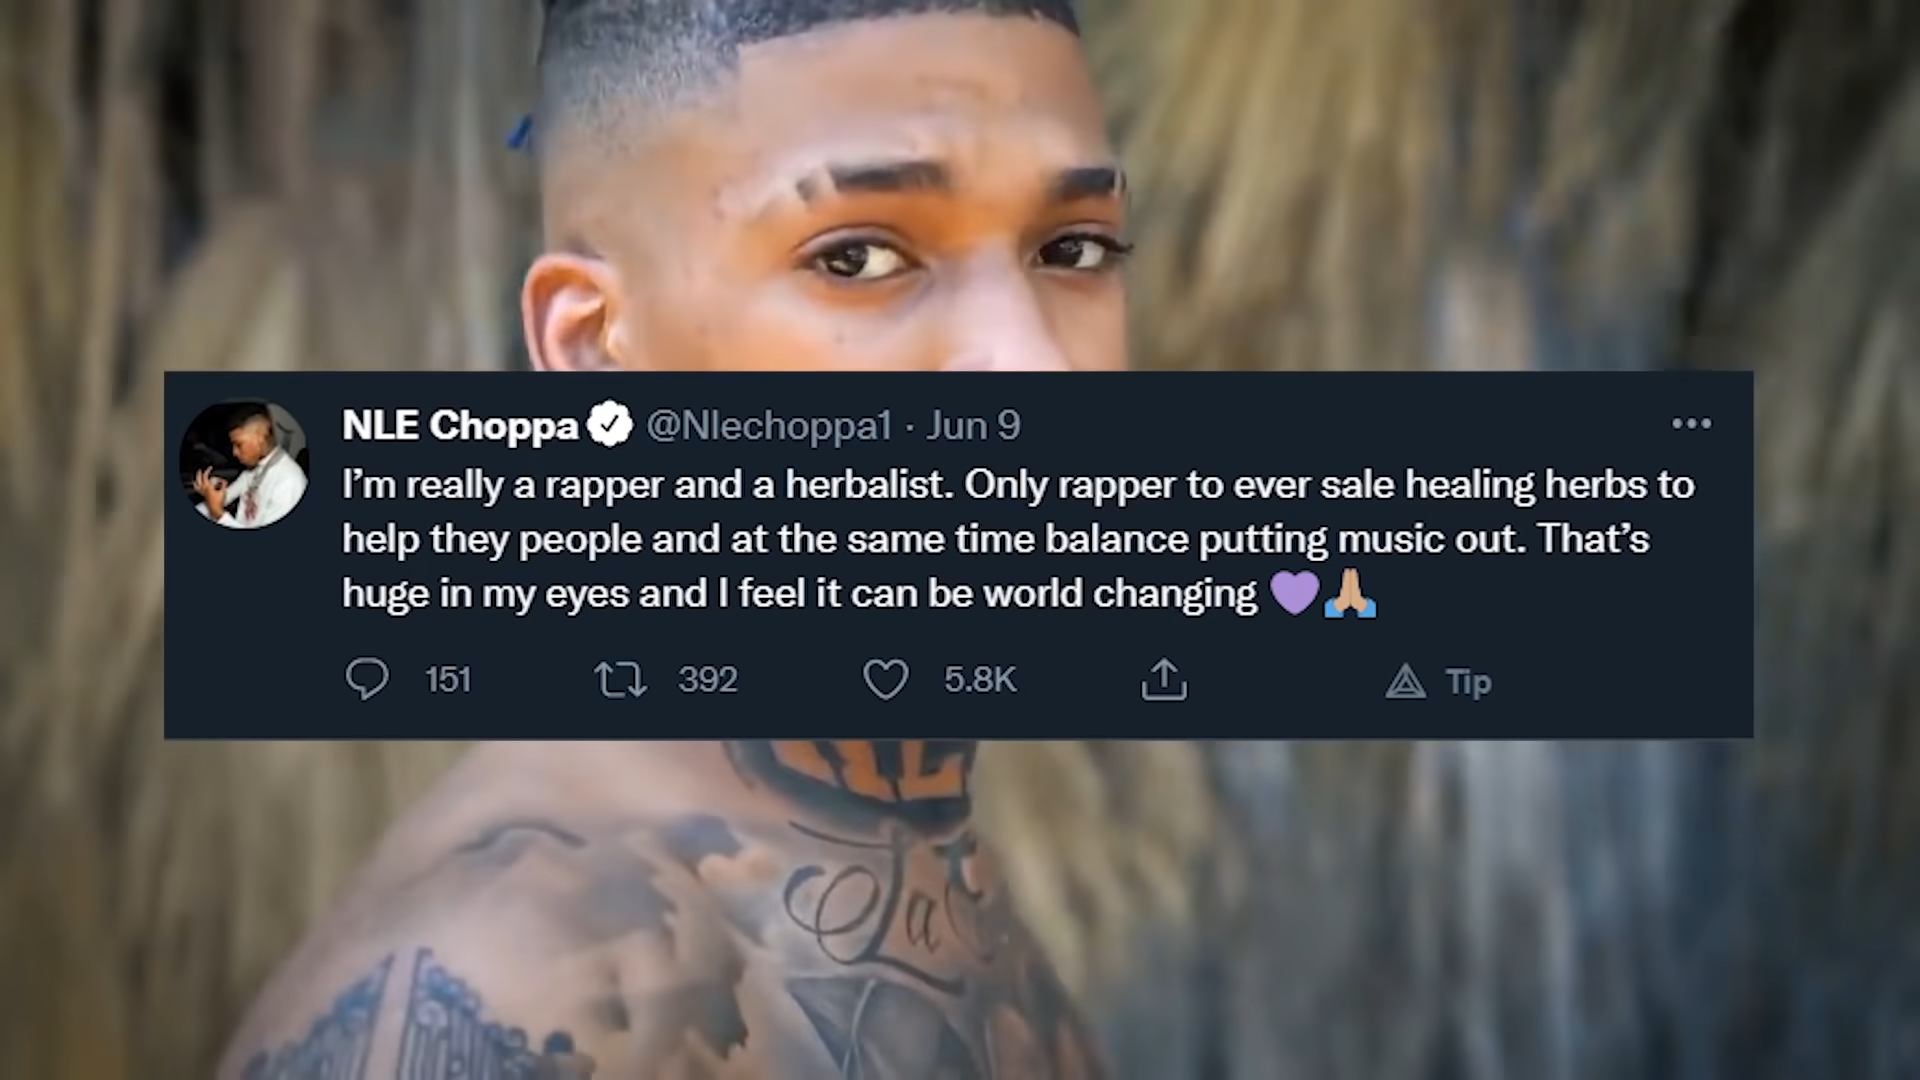 NLE Choppa @Nlechoppa1 · Jun 9
I’m really a rapper and a herbalist. Only rapper to ever sale healing herbs to
help they people and at the same time balance putting music out. That’s
huge in my eyes and I feel it can be world changing 💜🙏🏽
151 392 5.8K Tip
NLE
La